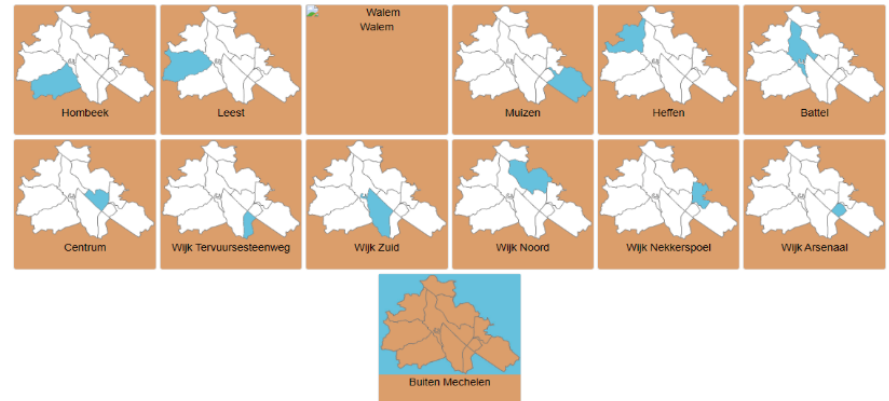 Walem
Walem
Hombeek
Leest
Muizen
Heffen
Battel
Centrum
Wijk Tervuursesteenweg
Wijk Zuid
Wijk Noord
Wijk Nekkerspoel
Wijk Arsenaal
Buiten Mechelen